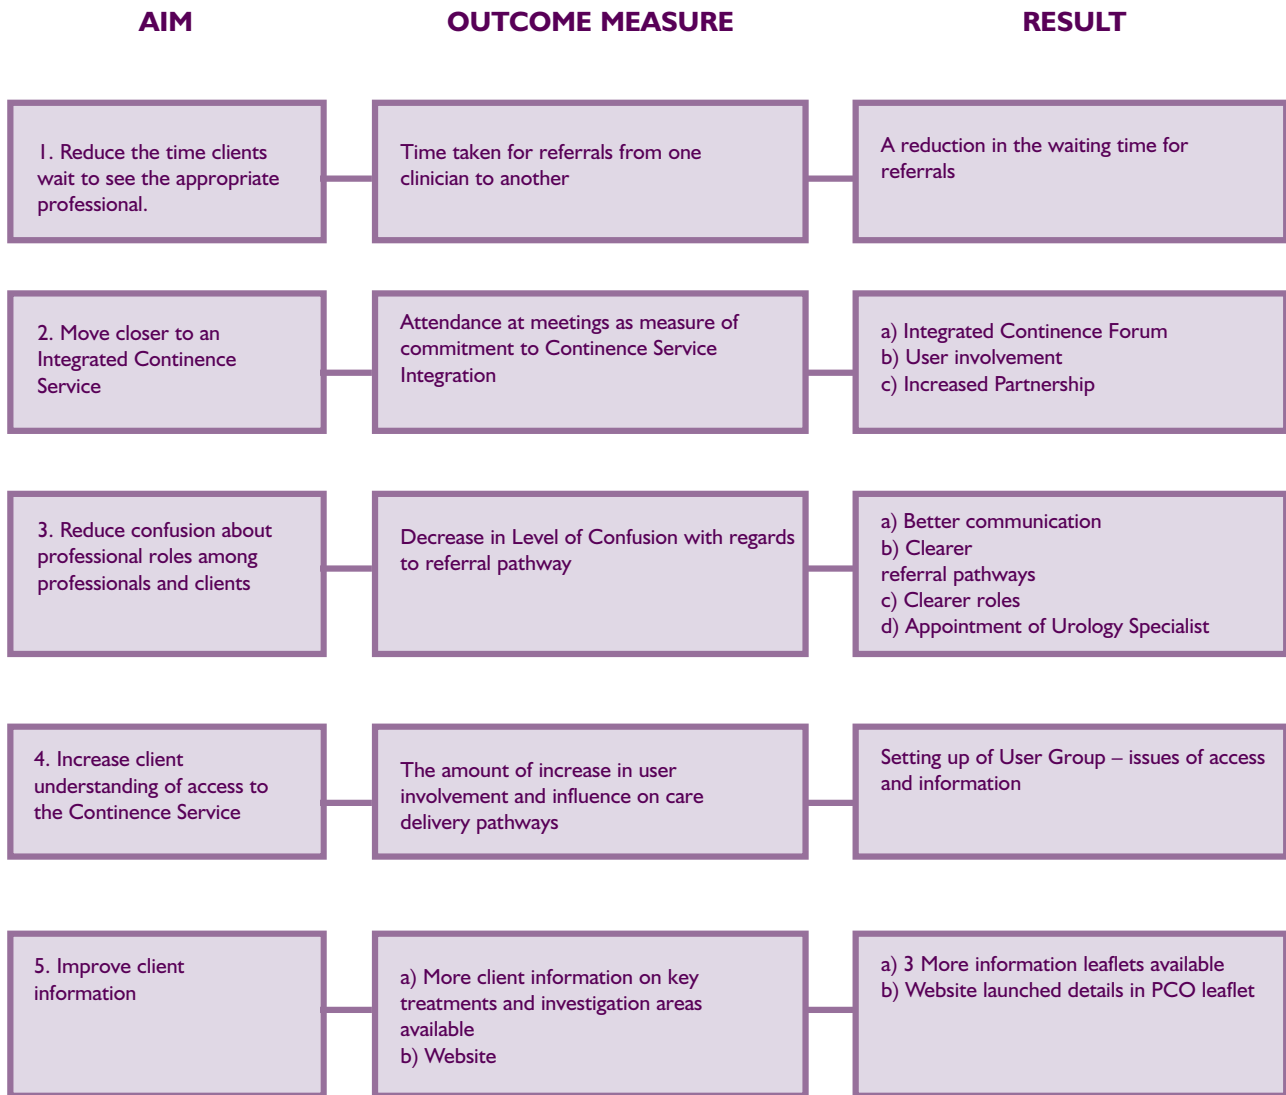 AIM
OUTCOME MEASURE
RESULT
1. Reduce the time clients
wait to see the appropriate
professional.
Time taken for referrals from one
clinician to another
A reduction in the waiting time for
referrals
2. Move closer to an
Integrated Continence
Service
Attendance at meetings as measure of
commitment to Continence Service
Integration
a) Integrated Continence Forum
b) User involvement
c) Increased Partnership
3. Reduce confusion about
professional roles among
professionals and clients
Decrease in Level of Confusion with regards
to referral pathway
a) Better communication
b) Clearer
referral pathways
c) Clearer roles
d) Appointment of Urology Specialist
4. Increase client
understanding of access to
the Continence Service
The amount of increase in user
involvement and influence on care
delivery pathways
Setting up of User Group – issues of access
and information
5. Improve client
information
a) More client information on key
treatments and investigation areas
available
b) Website
a) 3 More information leaflets available
b) Website launched details in PCO leaflet